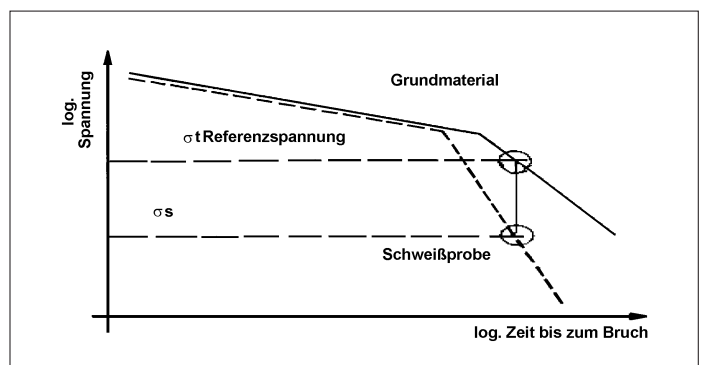 log.
Spannung
Grundmaterial
σt Referenzspannung
σs
Schweißprobe
log. Zeit bis zum Bruch